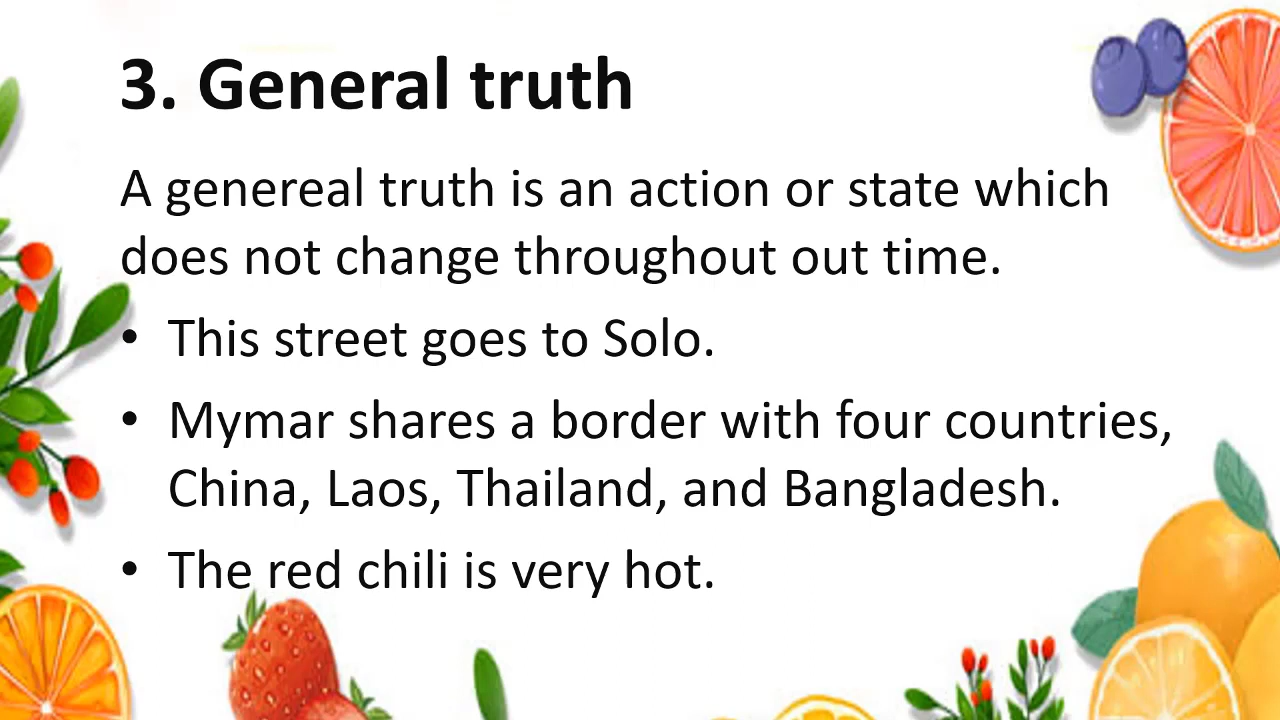 3. General truth
A genereal truth is an action or state which
does not change throughout out time.
• This street goes to Solo.
• Mymar shares a border with four countries,
China, Laos, Thailand, and Bangladesh.
• The red chili is very hot.